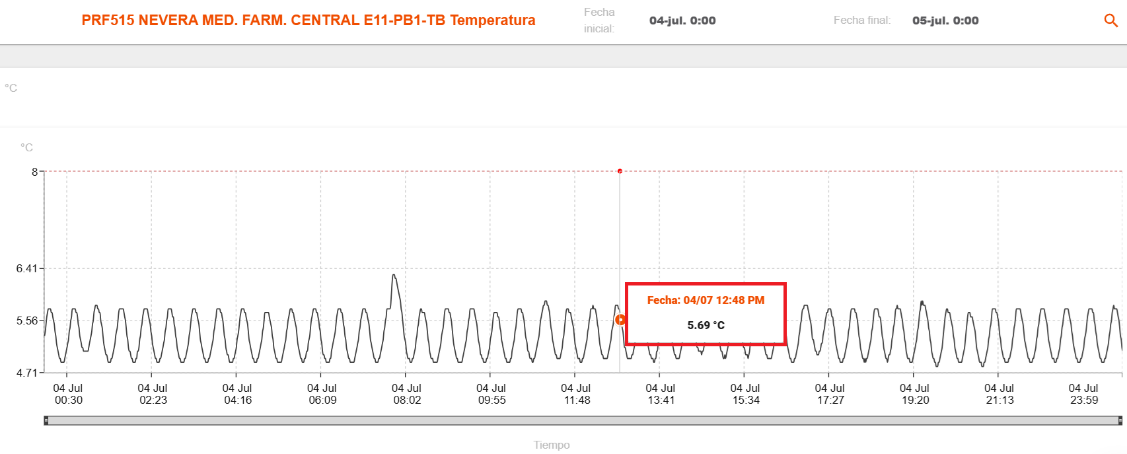 PRF515 NEVERA MED. FARM. CENTRAL E11-PB1-TB Temperatura
Fecha inicial:
04-jul. 0:00
Fecha final:
05-jul. 0:00
°C
°C
8
6.41
5.56
4.71
Fecha: 04/07 12:48 PM
5.69 °C
04 Jul
00:30
04 Jul
02:23
04 Jul
04:16
04 Jul
06:09
04 Jul
08:02
04 Jul
09:55
04 Jul
11:48
04 Jul
13:41
04 Jul
15:34
04 Jul
17:27
04 Jul
19:20
04 Jul
21:13
04 Jul
23:59
Tiempo